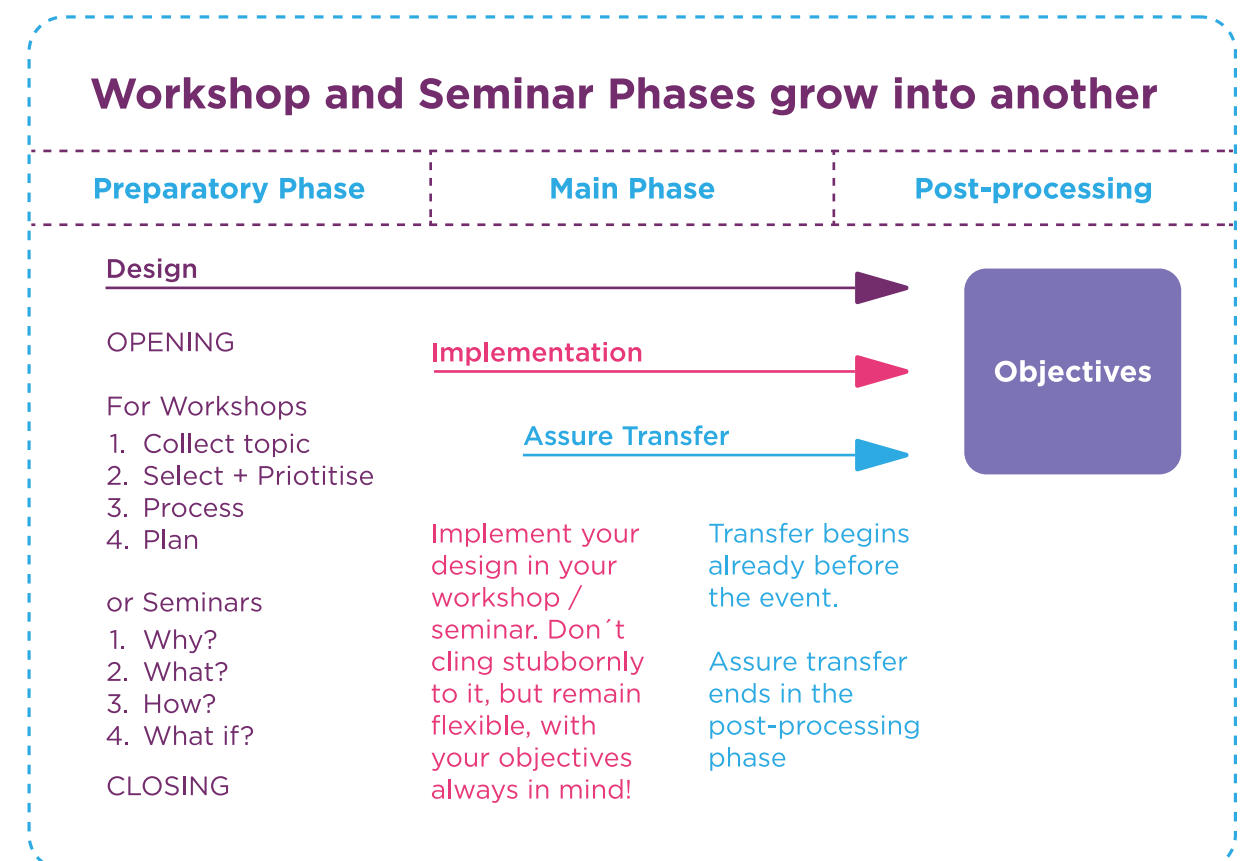 Workshop and Seminar Phases grow into another
Preparatory Phase
Main Phase
Post-processing
Design
OPENING
For Workshops
1. Collect topic
2. Select + Priotitise
3. Process
4. Plan
or Seminars
1. Why?
2. What?
3. How?
4. What if?
CLOSING
Implementation
Assure Transfer
Implement your
design in your
workshop /
seminar. Don´t
cling stubbornly
to it, but remain
flexible, with
your objectives
always in mind!
Transfer begins
already before
the event.
Assure transfer
ends in the
post-processing
phase
Objectives